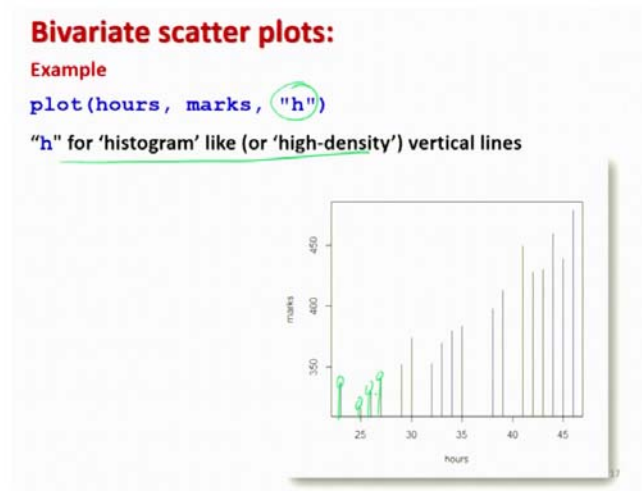 Bivariate scatter plots:
Example
plot(hours, marks, "h")
"h" for 'histogram' like (or 'high-density') vertical lines
450
400
350
marks
25 30 35 40 45
hours
17